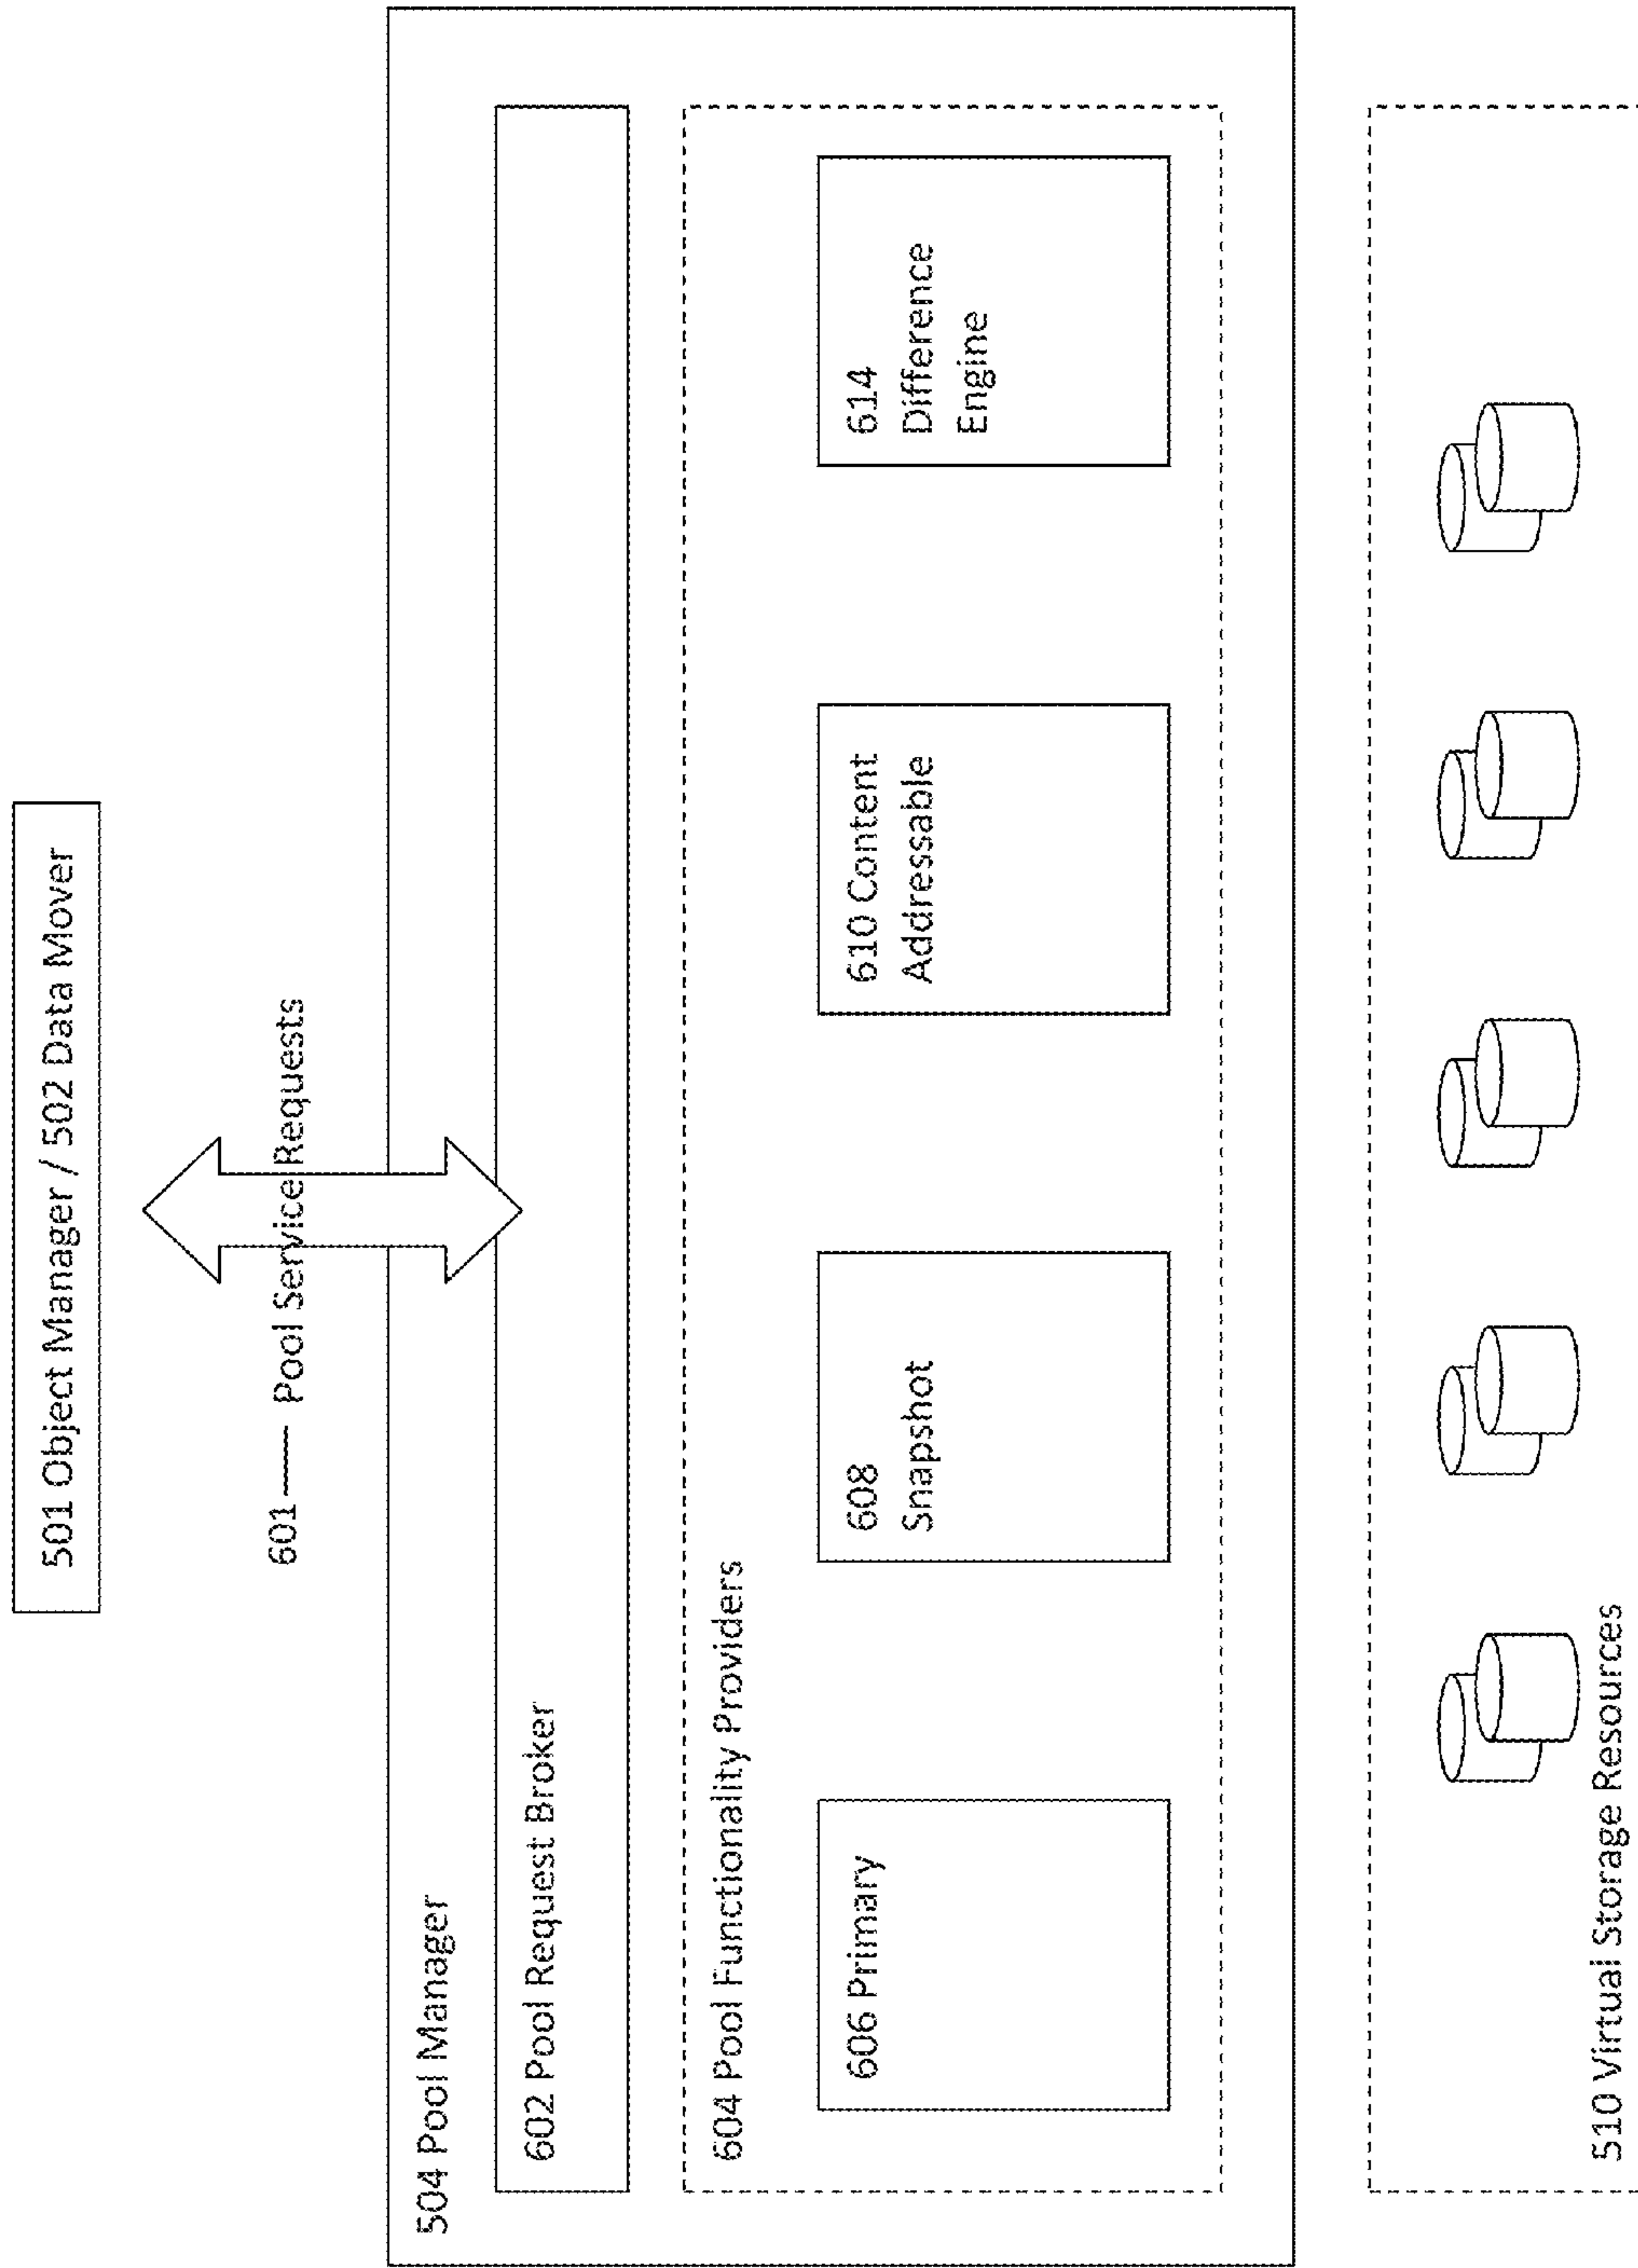 501 Object Manager / 502 Data Mover
601 Pool Service Requests
504 Pool Manager
602 Pool Request Broker
604 Pool Functionality Providers
606 Primary
608
Snapshot
610 Content
Addressable
614
Difference
Engine
510 Virtual Storage Resources